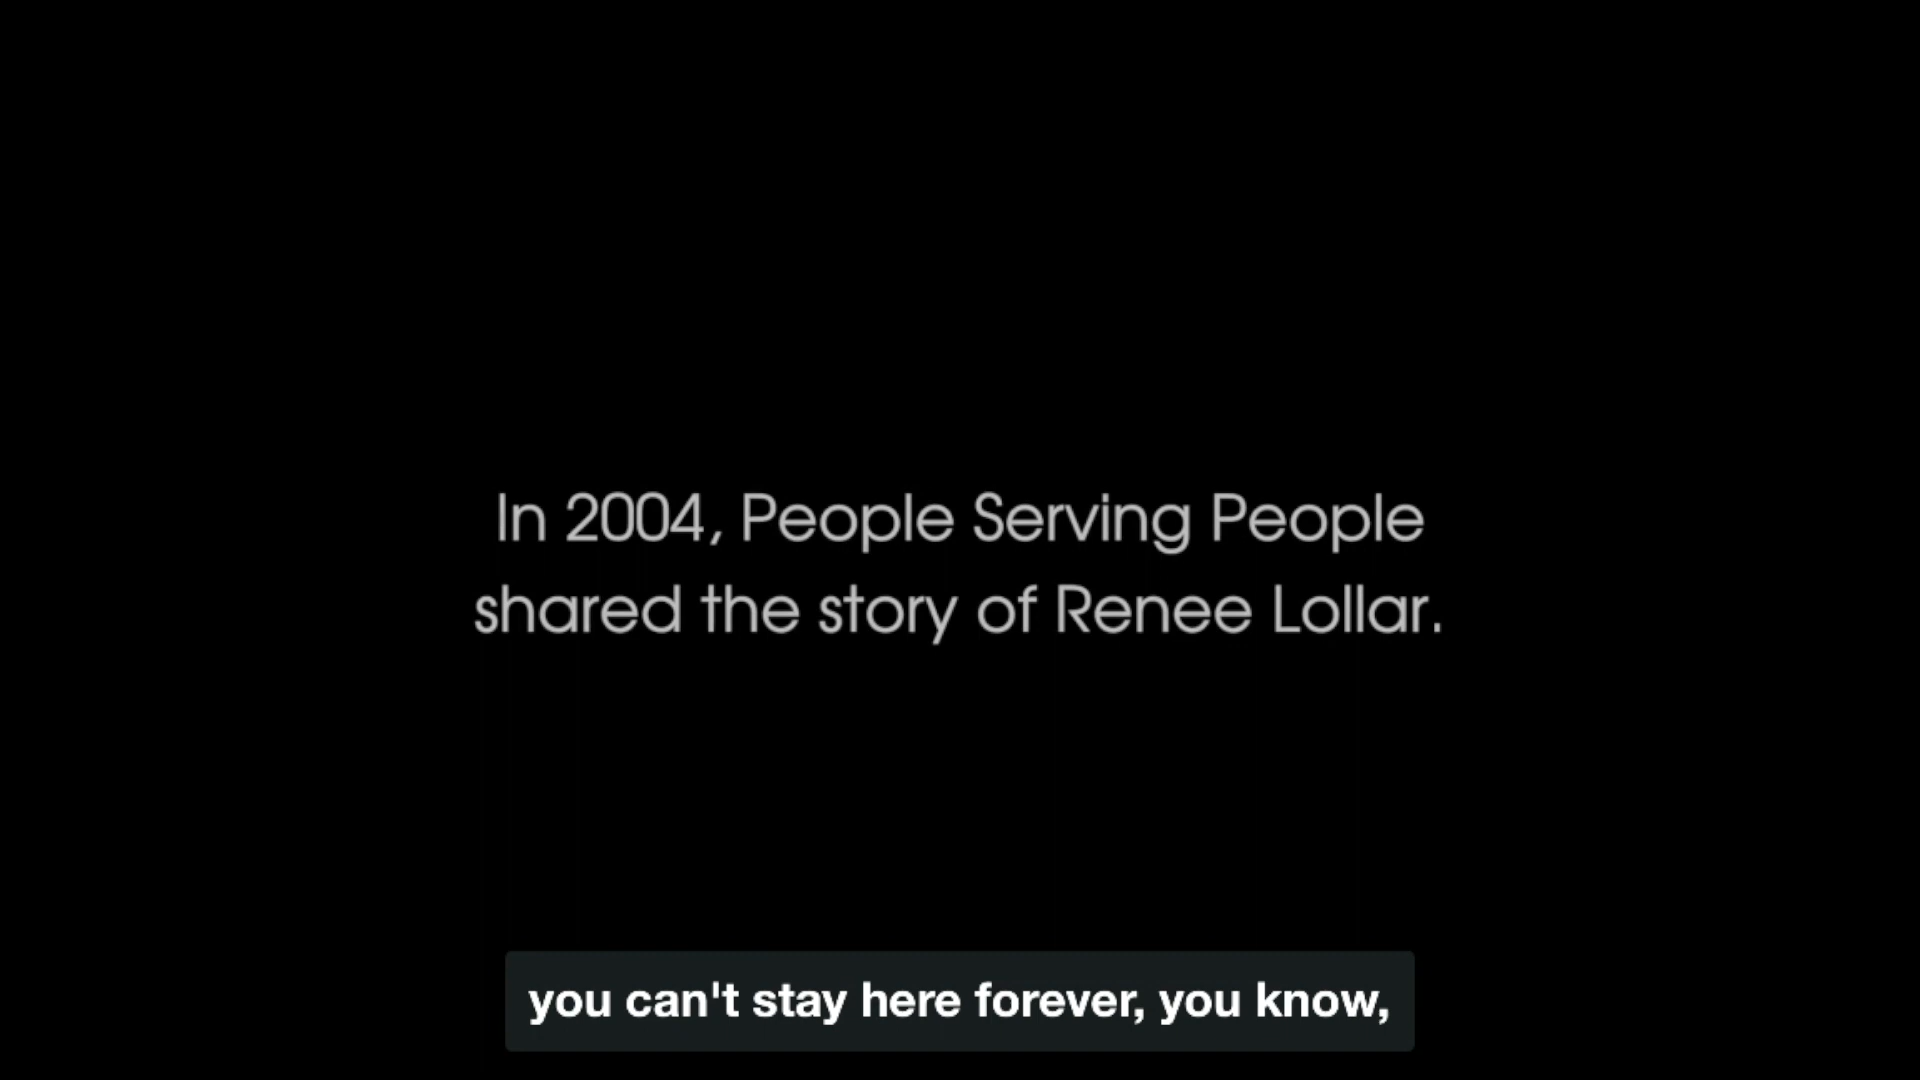 In 2004, People Serving People
shared the story of Renee Lollar.
you can't stay here forever, you know,